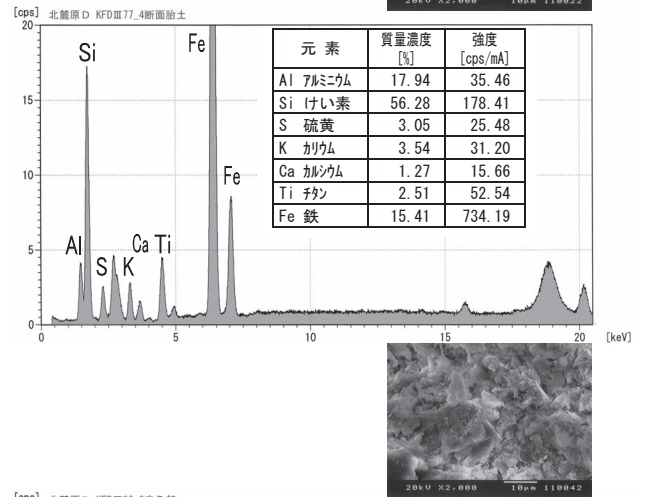 20kV X2,000 10μm 110022
[cps] 北麓原D KFDⅢ77_4断面胎土
20
15
10
5
0
Si
Fe
Fe
Al
S
K
Ca
Ti
元 素 質量濃度 [%] 強度 [cps/mA]
Al アルミニウム 17.94 35.46
Si けい素 56.28 178.41
S 硫黄 3.05 25.48
K カリウム 3.54 31.20
Ca カルシウム 1.27 15.66
Ti チタン 2.51 52.54
Fe 鉄 15.41 734.19
0 5 10 15 20 [keV]
20kV X2,000 10μm 110042